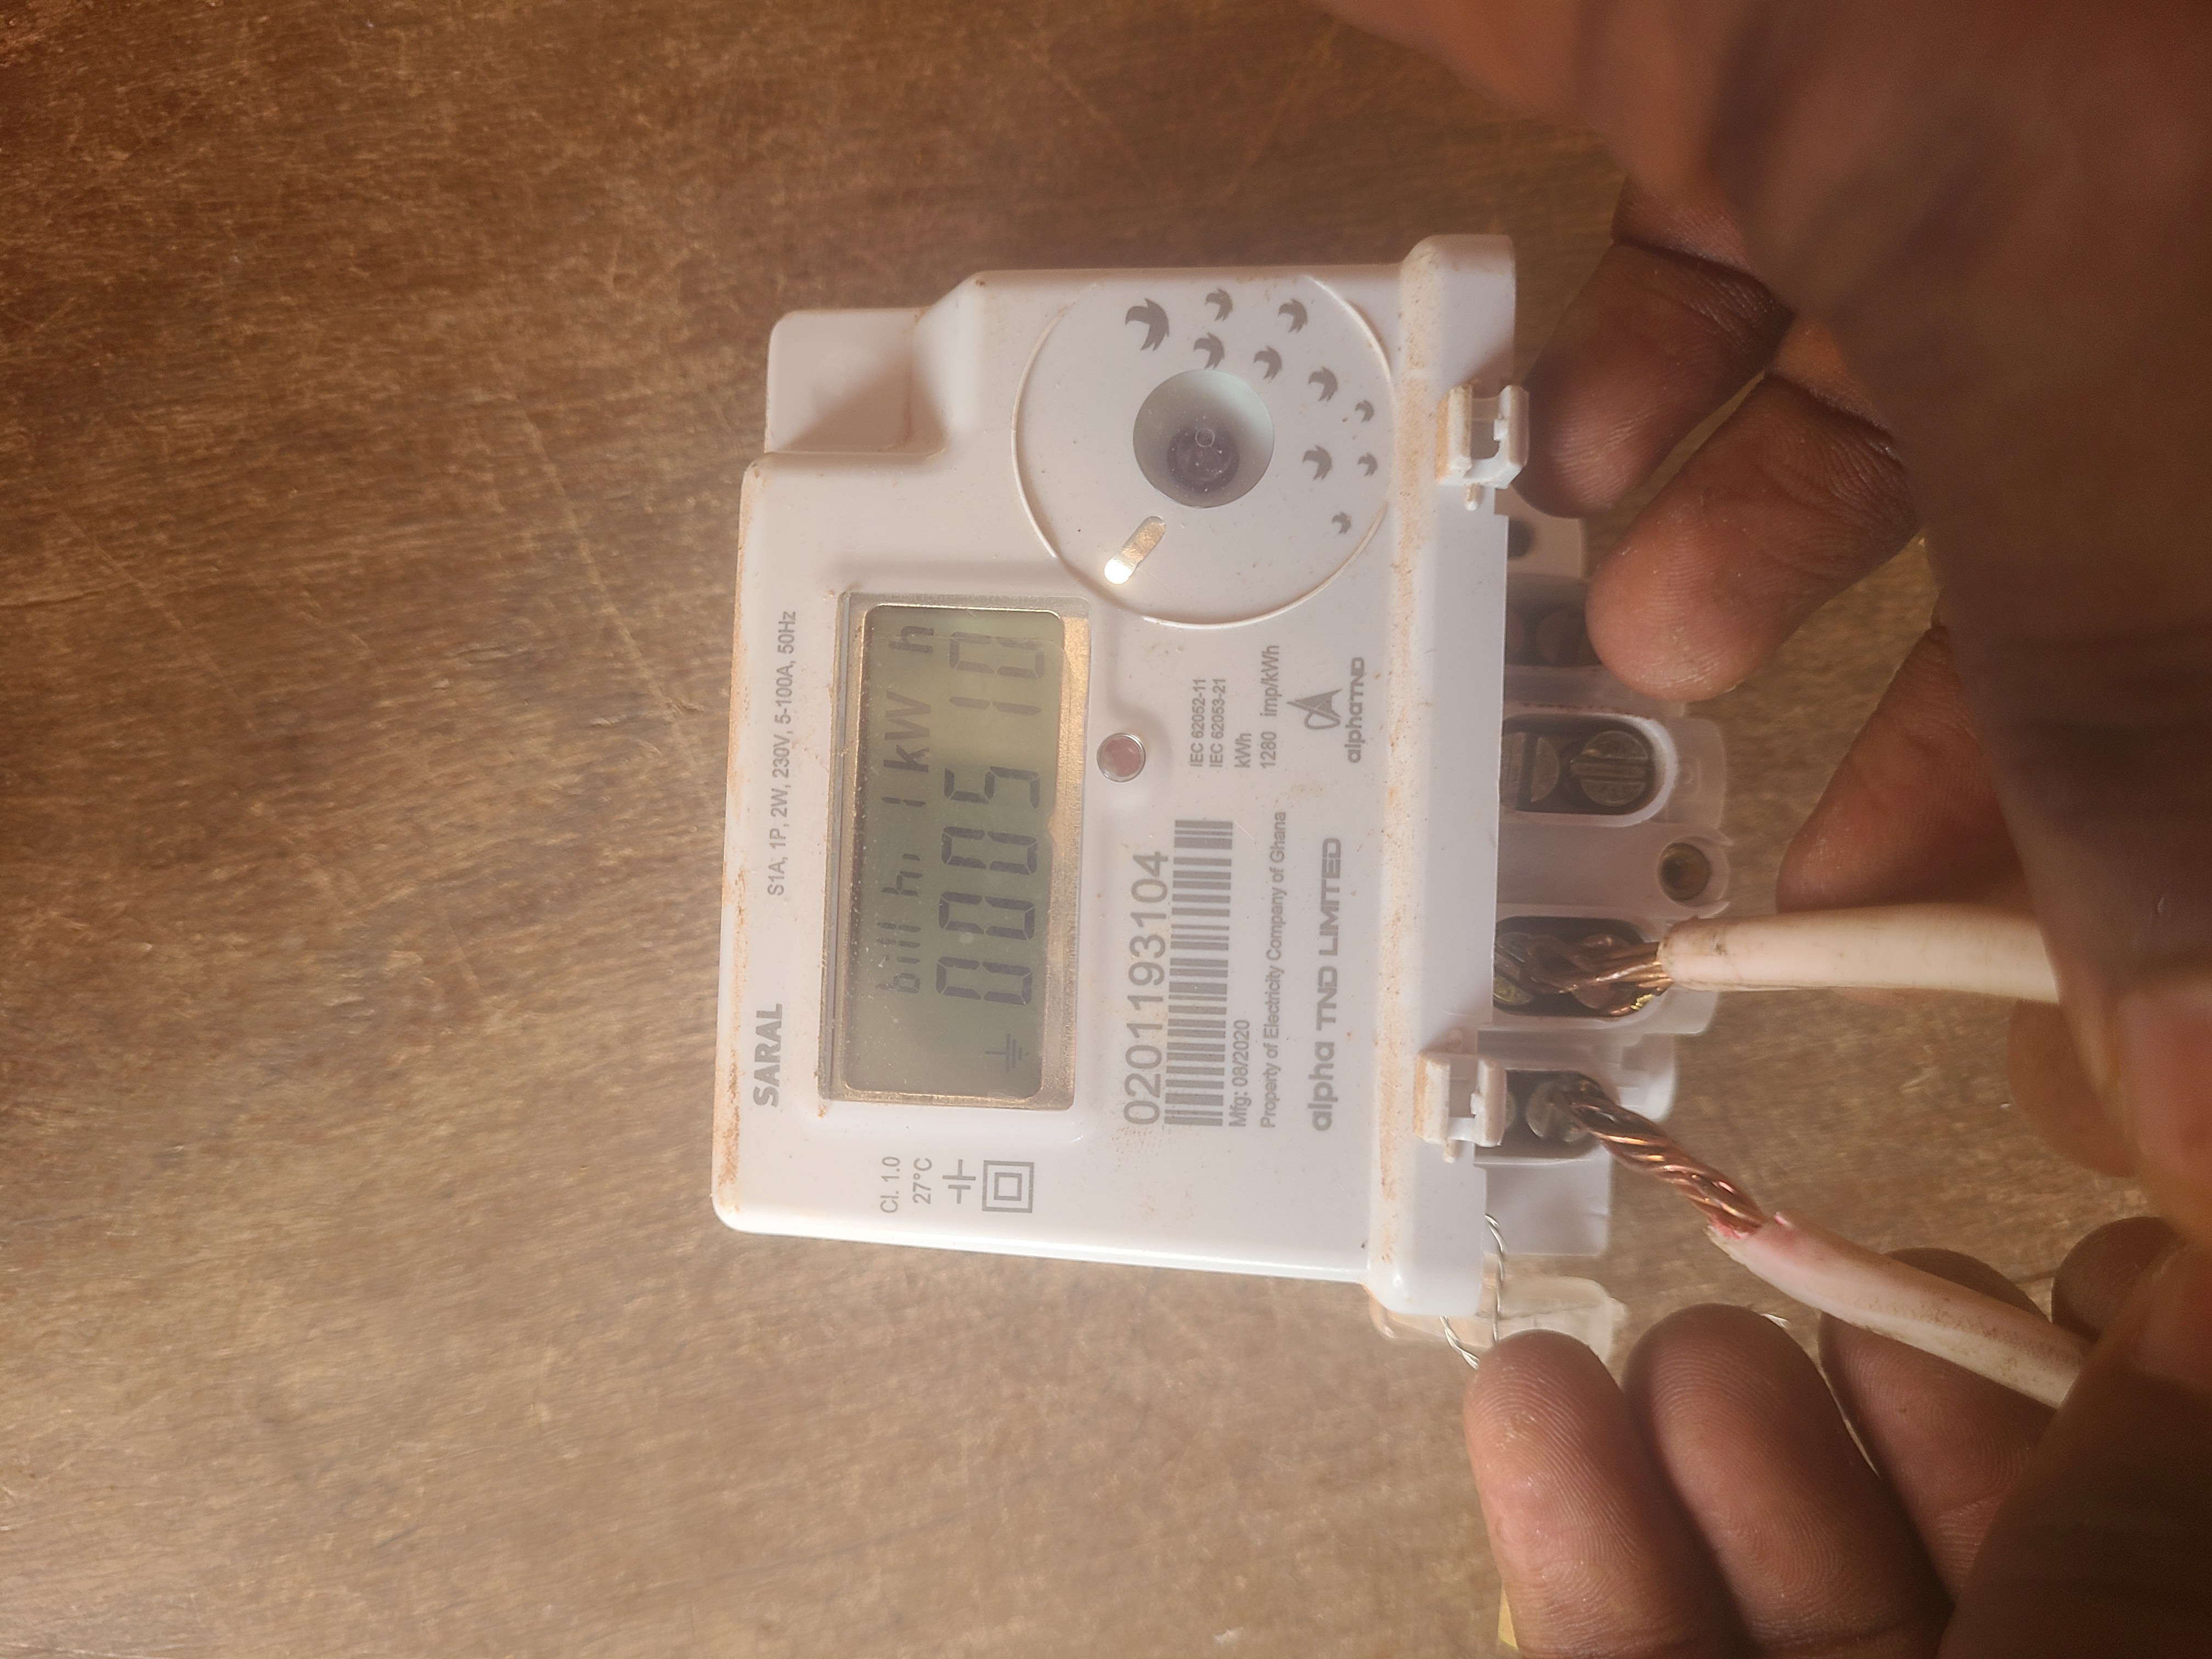 SARAL
S1A, 1P, 2W, 230V, 5-100A, 50Hz
Cl. 1.0
27°C
bill hi 1 kW h
000510
0201193104
Mfg: 08/2020
Property of Electricity Company of Ghana
alpha TND LIMITED
IEC 62052-11
IEC 62053-21
kWh
1280 imp/kWh
alphaTND